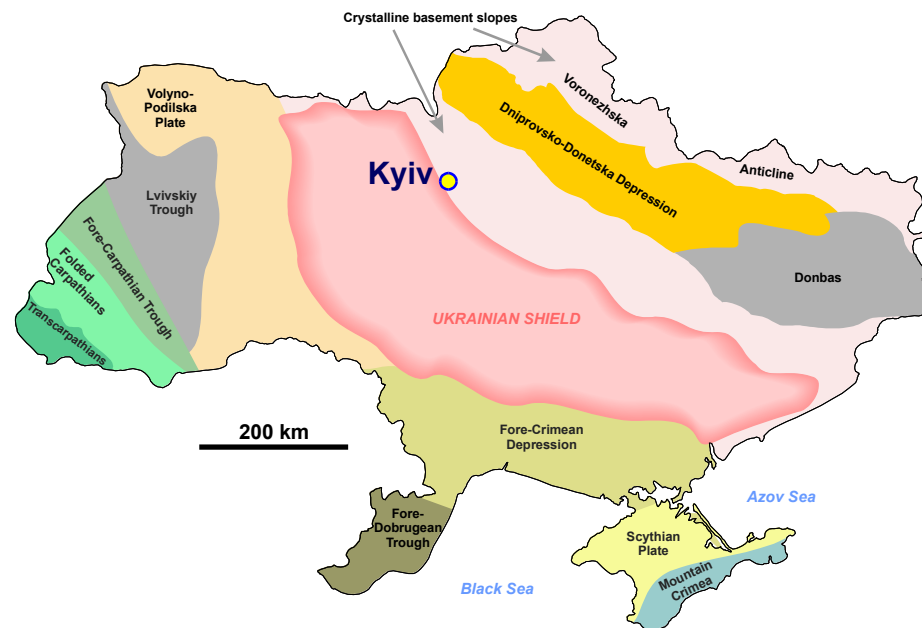 Crystalline basement slopes
Volyno-
Podilska
Plate
Voronezhska
Dniprovsko-Donetska Depression
Anticline
Kyiv
Lvivskiy
Trough
Fore-Carpathian Trough
Folded
Carpathians
Transcarpathians
Donbas
UKRAINIAN SHIELD
200 km
Fore-Crimean
Depression
Azov Sea
Fore-
Dobrugean
Trough
Scythian
Plate
Mountain
Crimea
Black Sea